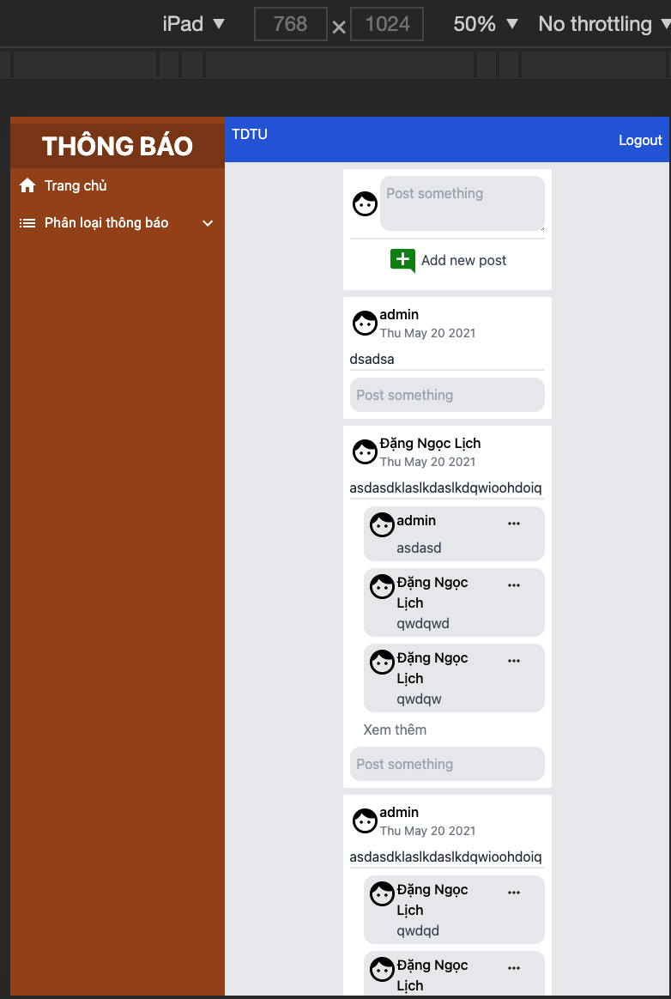 iPad ▼ 768 × 1024 50% ▼ No throttling ▼
THÔNG BÁO
Trang chủ
Phân loại thông báo
TDTU
Logout
Post something
Add new post
admin
Thu May 20 2021
dsadsa
Post something
Đặng Ngọc Lịch
Thu May 20 2021
asdasdklaslkdaslkdqwioohdoiq
admin
asdasd
Đặng Ngọc
Lịch
qwdqwd
Đặng Ngọc
Lịch
qwdqw
Xem thêm
Post something
admin
Thu May 20 2021
asdasdklaslkdaslkdqwioohdoiq
Đặng Ngọc
Lịch
qwdqd
Đặng Ngọc
Lịch